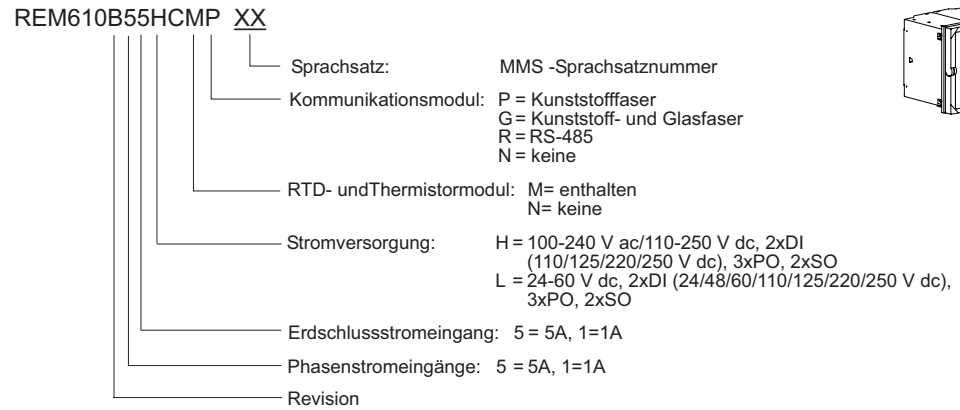 REM610B55HCMP XX
Sprachsatz: MMS -Sprachsatznummer
Kommunikationsmodul: P = Kunststofffaser
G = Kunststoff- und Glasfaser
R = RS-485
N = keine
RTD- undThermistormodul: M= enthalten
N= keine
Stromversorgung: H = 100-240 V ac/110-250 V dc, 2xDI
(110/125/220/250 V dc), 3xPO, 2xSO
L = 24-60 V dc, 2xDI (24/48/60/110/125/220/250 V dc),
3xPO, 2xSO
Erdschlussstromeingang: 5 = 5A, 1=1A
Phasenstromeingänge: 5 = 5A, 1=1A
Revision